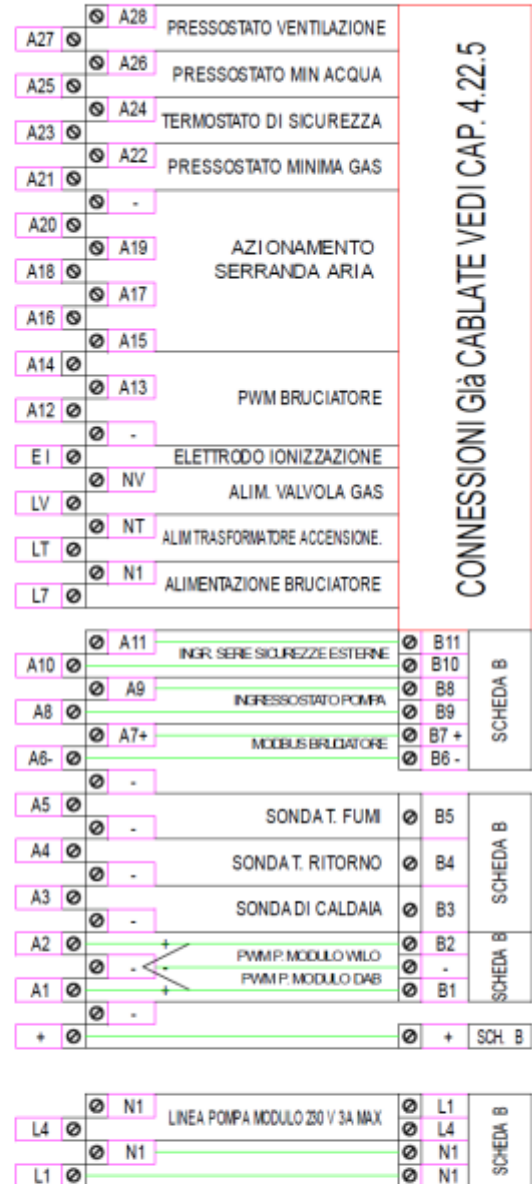 A28 PRESSOSTATO VENTILAZIONE
A27
A26 PRESSOSTATO MIN ACQUA
A25
A24 TERMOSTATO DI SICUREZZA
A23
A22 PRESSOSTATO MINIMA GAS
A21
-
A20
A19 AZIONAMENTO
A18 SERRANDA ARIA
A17
A16
A15
A14
A13 PWM BRUCIATORE
A12
-
EI ELETTRODO IONIZZAZIONE
NV ALIM. VALVOLA GAS
LV
NT ALIM TRASFORMATORE ACCENSIONE.
LT
N1 ALIMENTAZIONE BRUCIATORE
L7
CONNESSIONI Già CABLATE VEDI CAP. 4.22.5
A11 INGR. SERIE SICUREZZE ESTERNE B11
A10 B10
A9 INGRESSO STATO POMPA B8
A8 B9
A7+ MODBUS BRUCIATORE B7 +
A6- B6 -
SCHEDA B
-
A5 SONDA T. FUMI B5
-
A4 SONDA T. RITORNO B4
-
A3 SONDA DI CALDAIA B3
-
SCHEDA B
A2 + PWM P. MODULO WILO B2
- - -
A1 + PWM P. MODULO DAB B1
SCHEDA B
-
+ + SCH. B
N1 LINEA POMPA MODULO 230 V 3A MAX L1
L4 L4
N1 N1
L1 N1
SCHEDA B